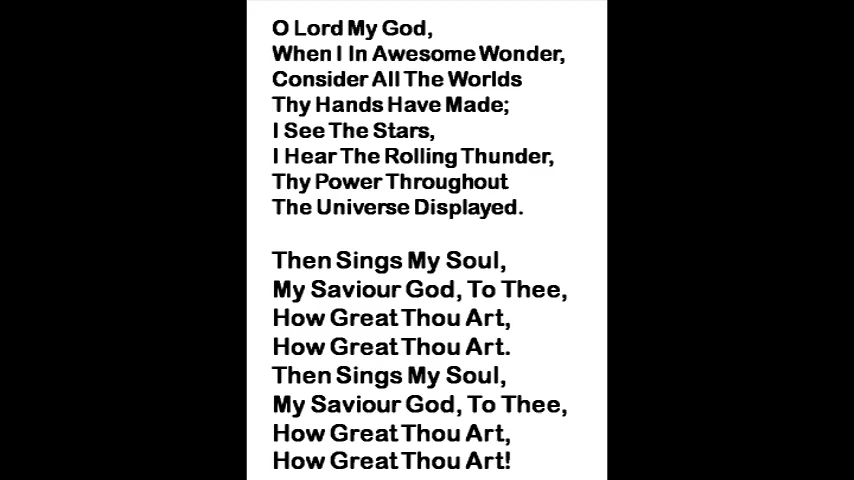 O Lord My God,
When I In Awesome Wonder,
Consider All The Worlds
Thy Hands Have Made;
I See The Stars,
I Hear The Rolling Thunder,
Thy Power Throughout
The Universe Displayed.

Then Sings My Soul,
My Saviour God, To Thee,
How Great Thou Art,
How Great Thou Art.
Then Sings My Soul,
My Saviour God, To Thee,
How Great Thou Art,
How Great Thou Art!